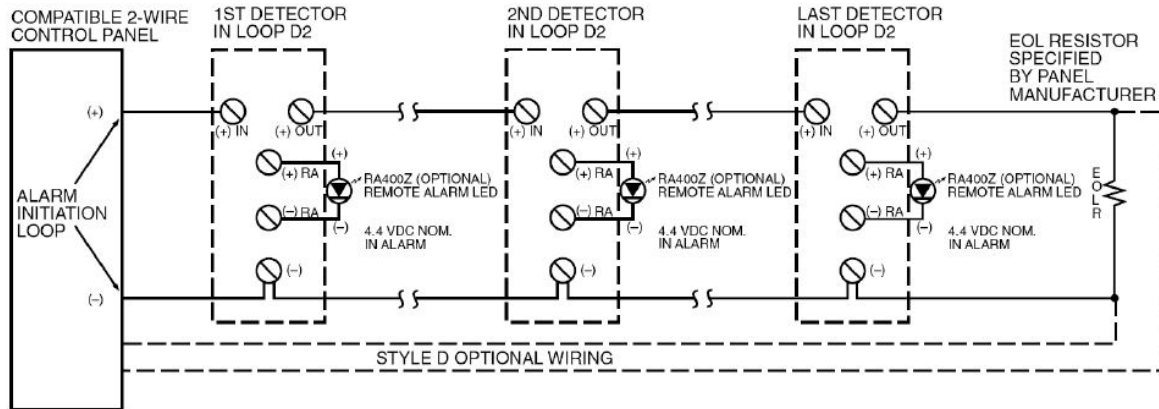 COMPATIBLE 2-WIRE
CONTROL PANEL
1ST DETECTOR
IN LOOP D2
2ND DETECTOR
IN LOOP D2
LAST DETECTOR
IN LOOP D2
EOL RESISTOR
SPECIFIED
BY PANEL
MANUFACTURER
(+)
(+) IN
(+) OUT
(+) IN
(+) OUT
(+) IN
(+) OUT
ALARM
INITIATION
LOOP
(+)
(+) RA
RA400Z (OPTIONAL)
REMOTE ALARM LED
(-) RA
(-)
4.4 VDC NOM.
IN ALARM
(-)
(+)
(+) RA
RA400Z (OPTIONAL)
REMOTE ALARM LED
(-) RA
(-)
4.4 VDC NOM.
IN ALARM
(-)
(+)
(+) RA
RA400Z (OPTIONAL)
REMOTE ALARM LED
(-) RA
(-)
4.4 VDC NOM.
IN ALARM
(-)
EOLR
(-)
STYLE D OPTIONAL WIRING